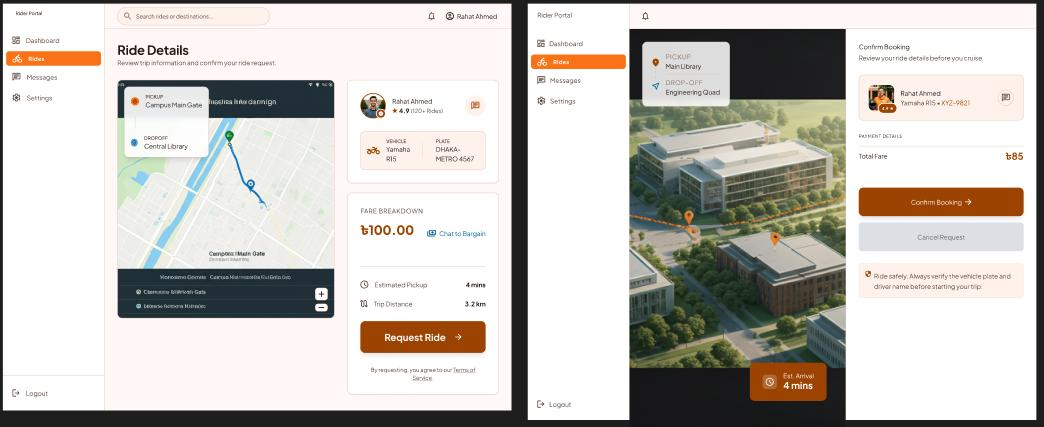 Rider Portal
Search rides or destinations...
Rahat Ahmed
Dashboard
Rides
Messages
Settings
Logout
Ride Details
Review trip information and confirm your ride request.
PICKUP
Campus Main Gate
DROPOFF
Central Library
Main Gate
+
−
Rahat Ahmed
★ 4.9 (120+ Rides)
VEHICLE
Yamaha
R15
PLATE
DHAKA-
METRO 4567
FARE BREAKDOWN
৳100.00
Chat to Bargain
Estimated Pickup
4 mins
Trip Distance
3.2 km
Request Ride →
By requesting, you agree to our Terms of
Service.
Rider Portal
Dashboard
Rides
Messages
Settings
Logout
PICKUP
Main Library
DROP-OFF
Engineering Quad
Est. Arrival
4 mins
Confirm Booking
Review your ride details before you cruise.
Rahat Ahmed
Yamaha R15 • XYZ-9821
4.9 ★
PAYMENT DETAILS
Total Fare
৳85
Confirm Booking →
Cancel Request
Ride safely. Always verify the vehicle plate and
driver name before starting your trip.